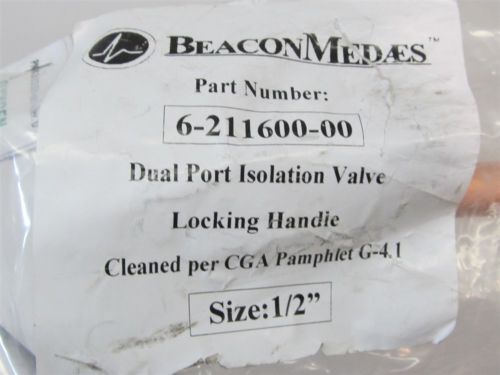 BEACONMEDÆS™
Part Number:
6-211600-00
Dual Port Isolation Valve
Locking Handle
Cleaned per CGA Pamphlet G-4.1
Size:1/2”